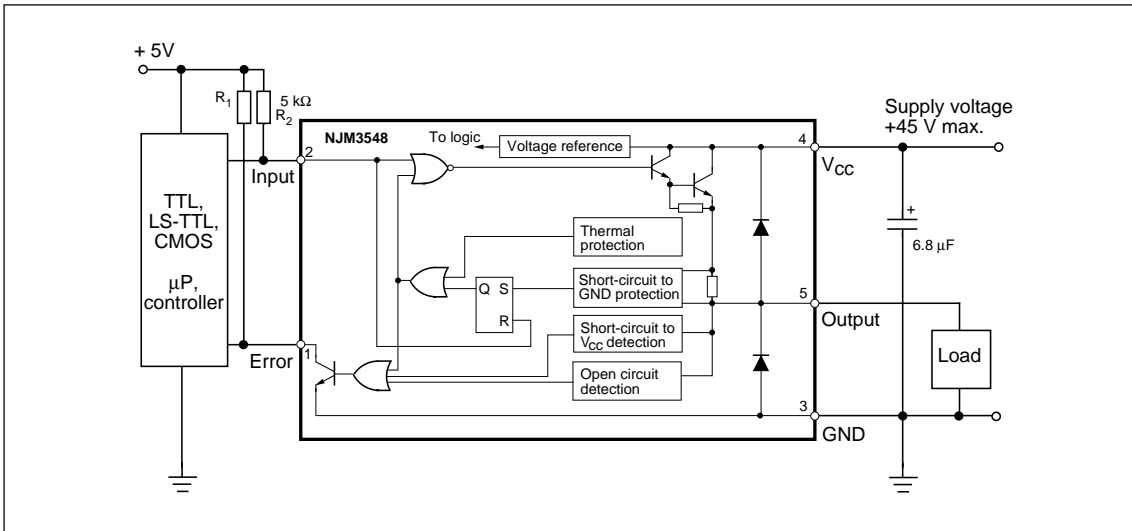 + 5V
R1
5 kΩ
R2
NJM3548
To logic
Voltage reference
Supply voltage
+45 V max.
2
4
Input
VCC
TTL,
LS-TTL,
CMOS
µP,
controller
Thermal
protection
+
6.8 µF
Q S
R
Short-circuit to
GND protection
5
Output
Short-circuit to
VCC detection
1
Error
Load
Open circuit
detection
3
GND